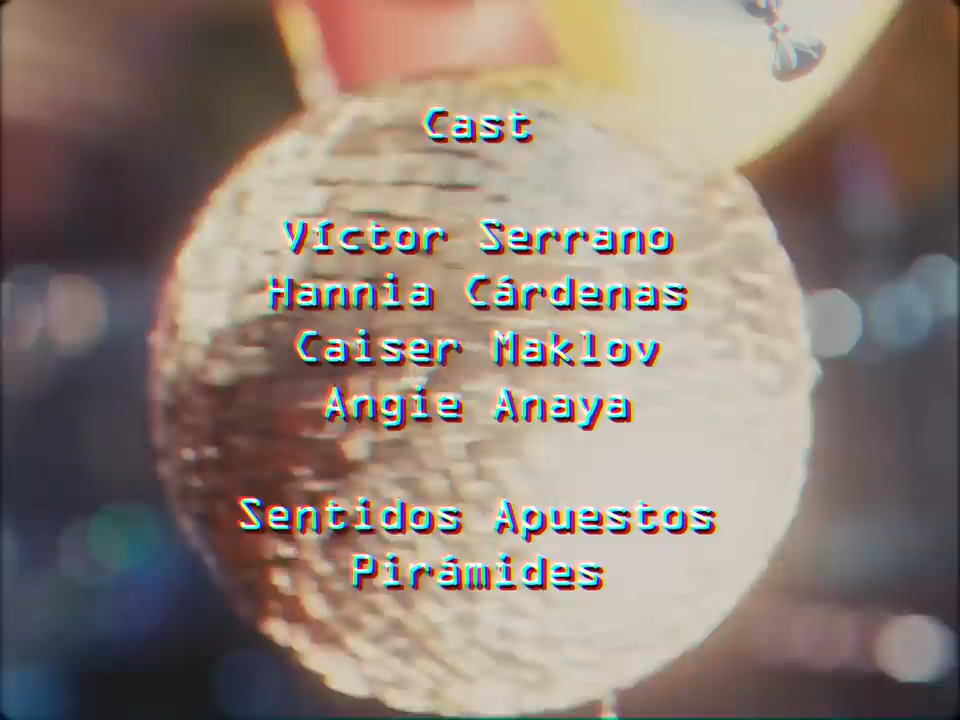 Cast
Víctor Serrano
Hannia Cárdenas
Caiser Maklov
Angie Anaya
Sentidos Apuestos
Pirámides